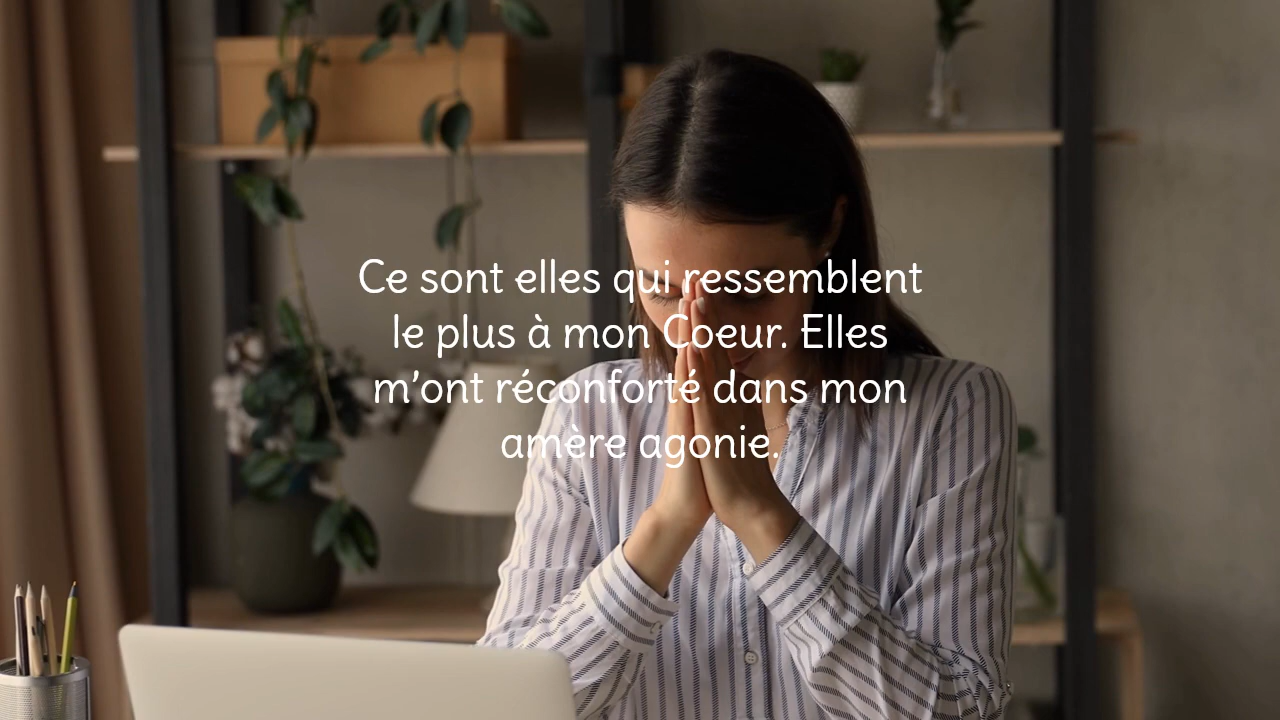 Ce sont elles qui ressemblent
le plus à mon Coeur. Elles
m’ont réconforté dans mon
amère agonie.